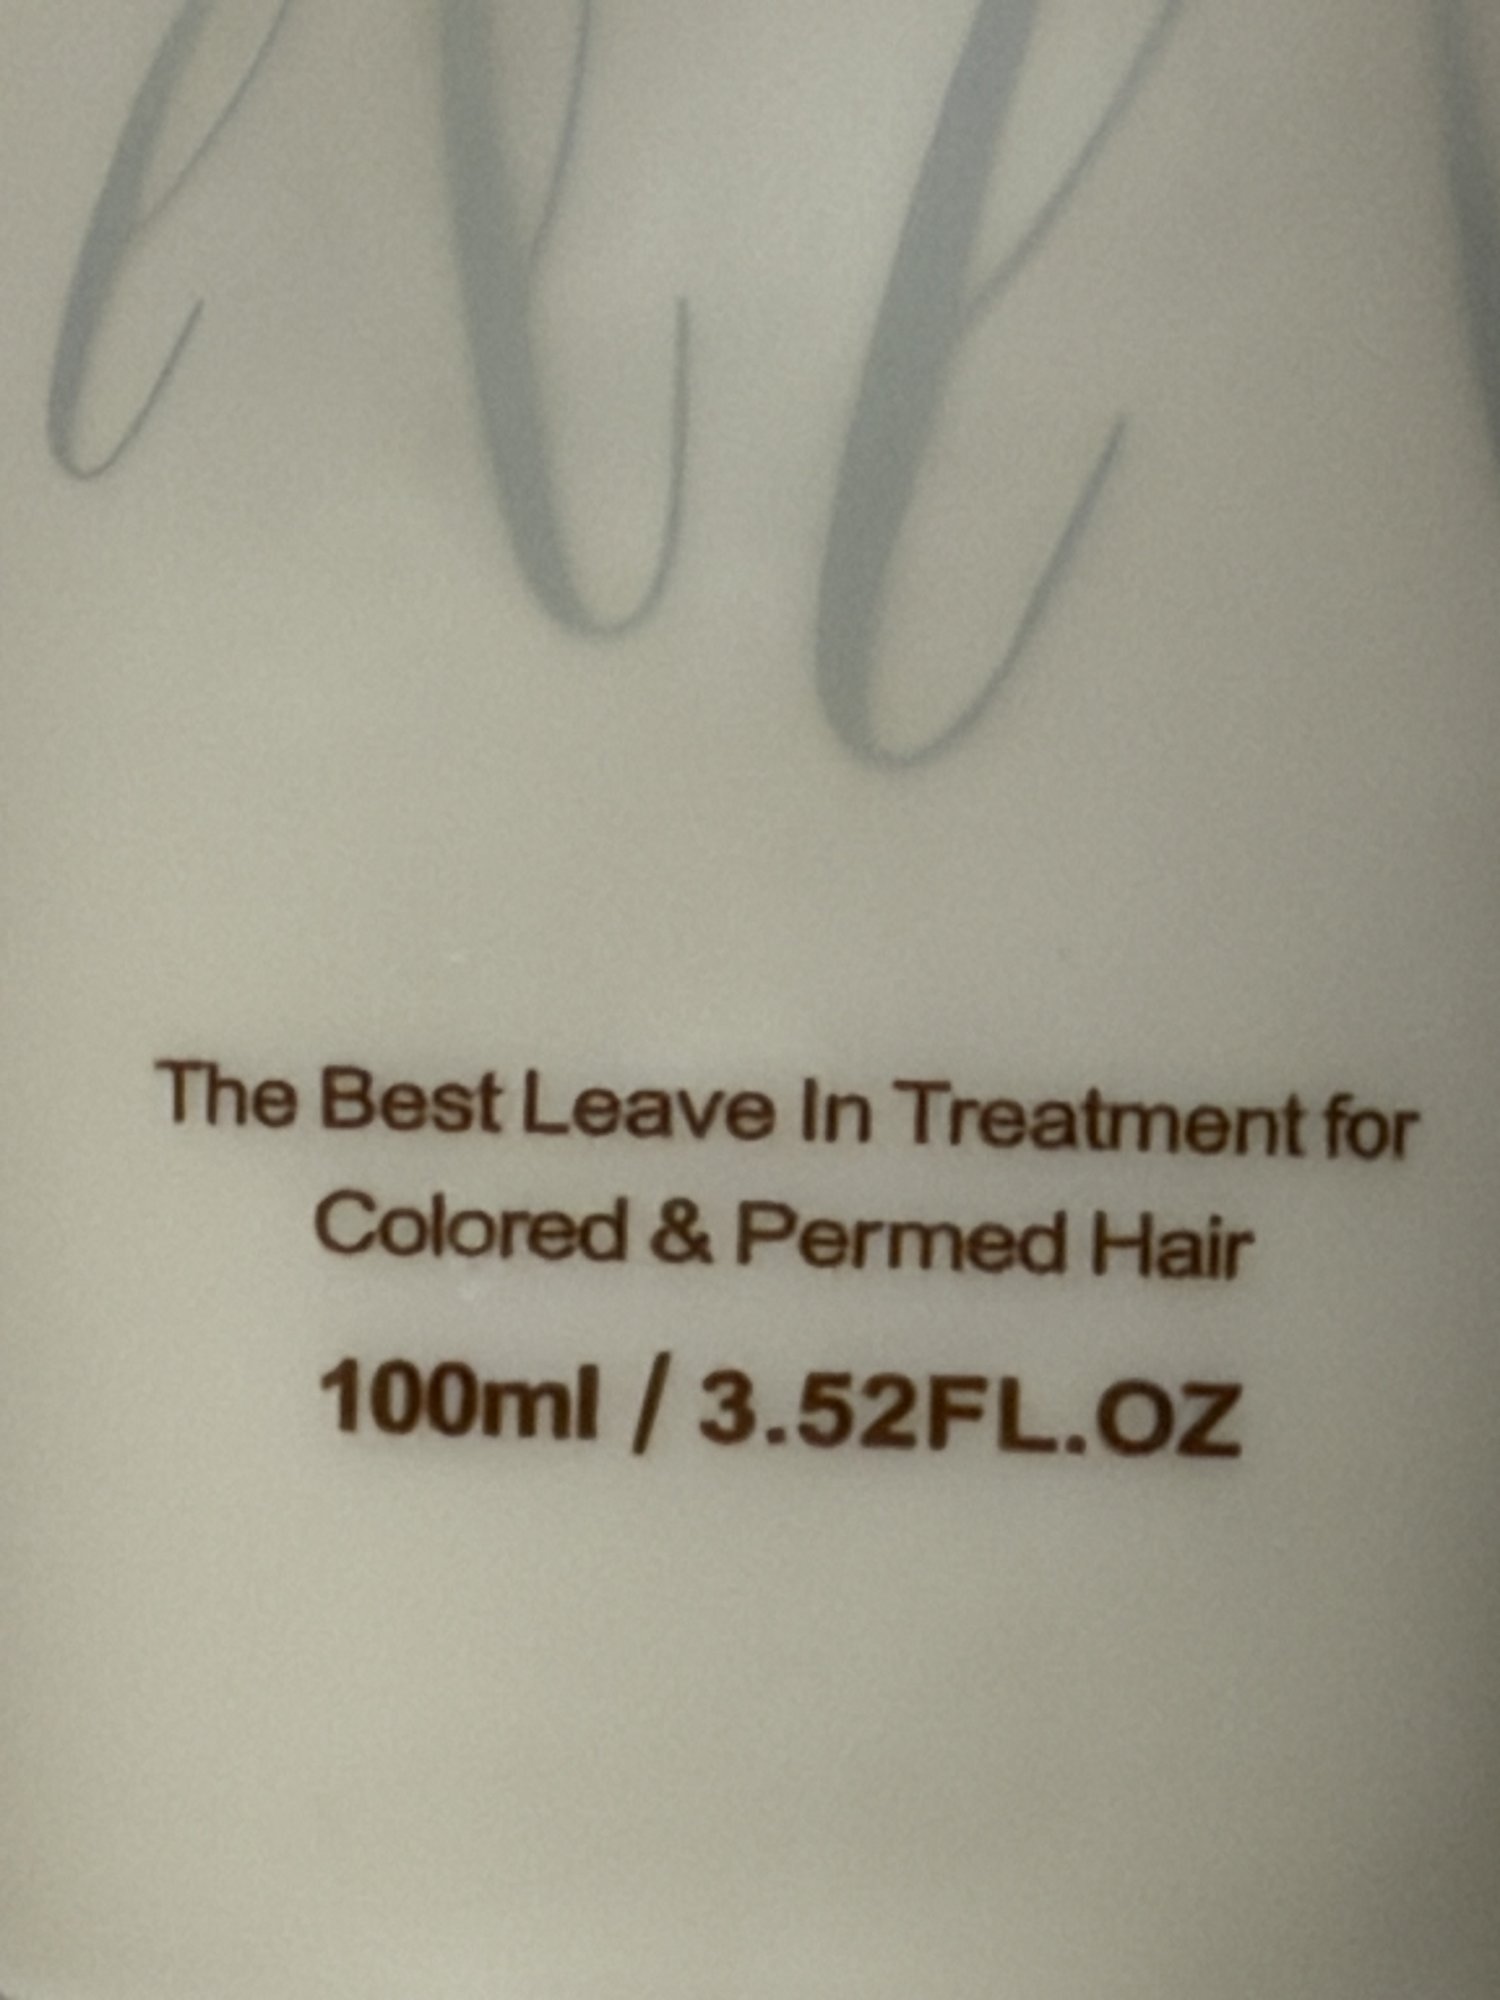 The Best Leave In Treatment for
Colored & Permed Hair
100ml / 3.52FL.OZ